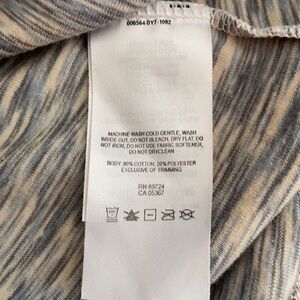 006564-BY7-1082
MACHINE WASH COLD GENTLE, WASH
INSIDE OUT, DO NOT BLEACH, DRY FLAT, DO
NOT IRON, DO NOT USE FABRIC SOFTENER,
DO NOT DRYCLEAN
BODY: 80% COTTON, 20% POLYESTER
EXCLUSIVE OF TRIMMING
RN 69724
CA 05367